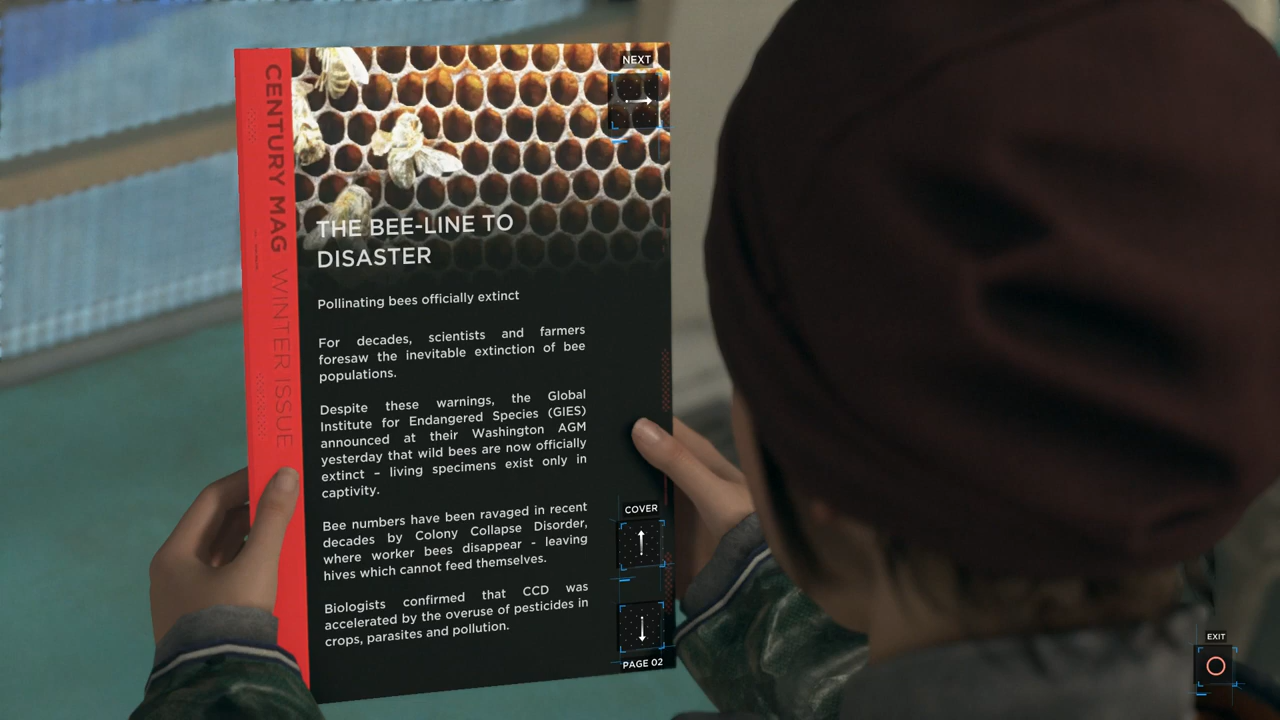 CENTURY MAG WINTER ISSUE
NEXT
THE BEE-LINE TO
DISASTER
Pollinating bees officially extinct
For decades, scientists and farmers
foresaw the inevitable extinction of bee
populations.
Despite these warnings, the Global
Institute for Endangered Species (GIES)
announced at their Washington AGM
yesterday that wild bees are now officially
extinct – living specimens exist only in
captivity.
Bee numbers have been ravaged in recent
decades by Colony Collapse Disorder,
where worker bees disappear - leaving
hives which cannot feed themselves.
Biologists confirmed that CCD was
accelerated by the overuse of pesticides in
crops, parasites and pollution.
COVER
PAGE 02
EXIT